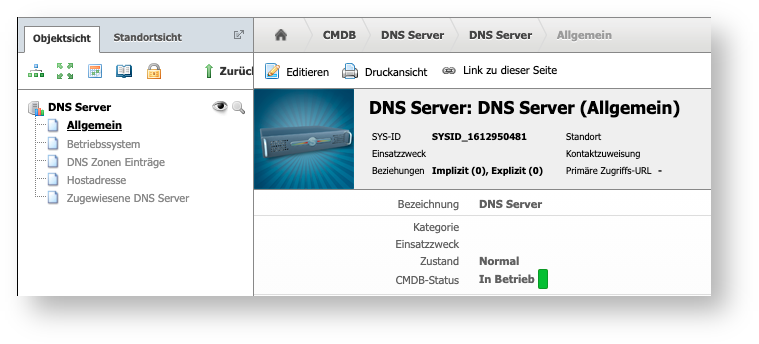 Objektsicht Standortsicht
CMDB DNS Server DNS Server Allgemein
Zurück
Editieren Druckansicht Link zu dieser Seite
DNS Server
Allgemein
Betriebssystem
DNS Zonen Einträge
Hostadresse
Zugewiesene DNS Server
DNS Server: DNS Server (Allgemein)
SYS-ID SYSID_1612950481 Standort
Einsatzzweck Kontaktzuweisung
Beziehungen Implizit (0), Explizit (0) Primäre Zugriffs-URL -
Bezeichnung DNS Server
Kategorie
Einsatzzweck
Zustand Normal
CMDB-Status In Betrieb